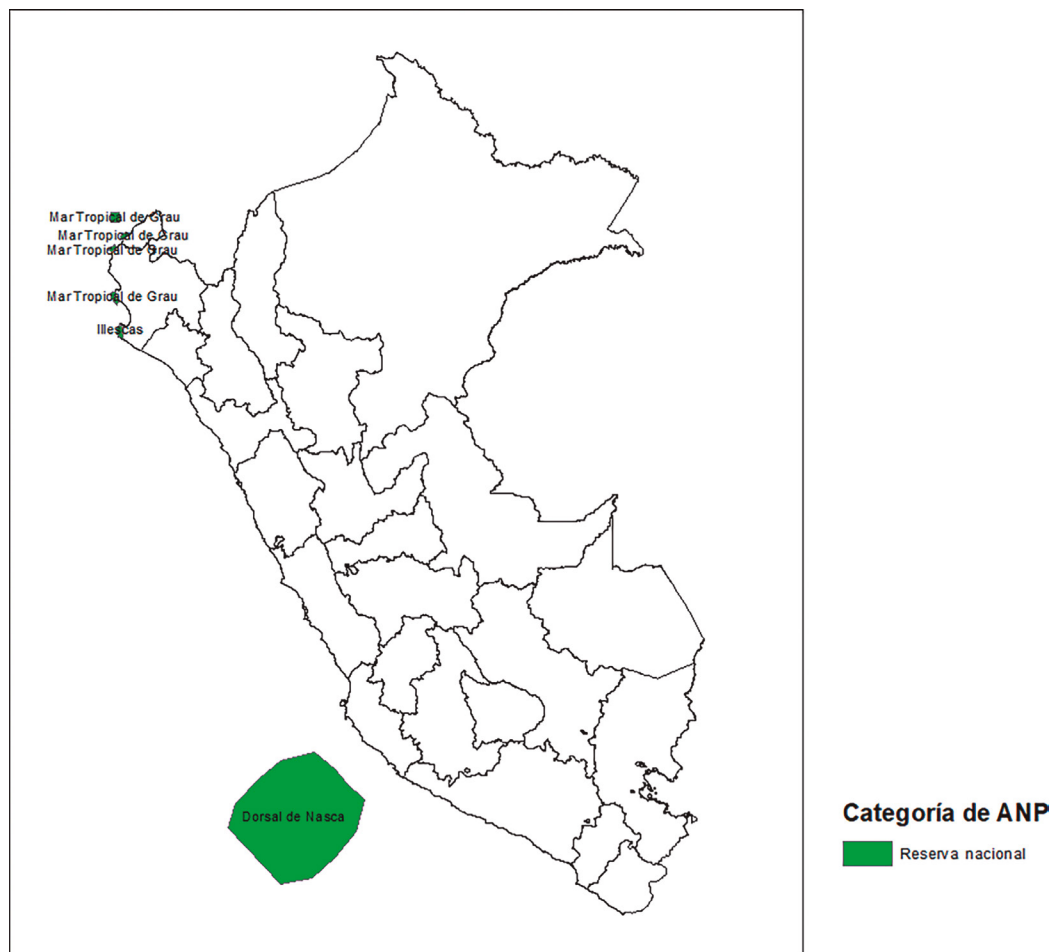 Mar Tropical de Grau
Mar Tropical de Grau
Mar Tropical de Grau
Mar Tropical de Grau
Illescas
Dorsal de Nasca
Categoría de ANP
Reserva nacional